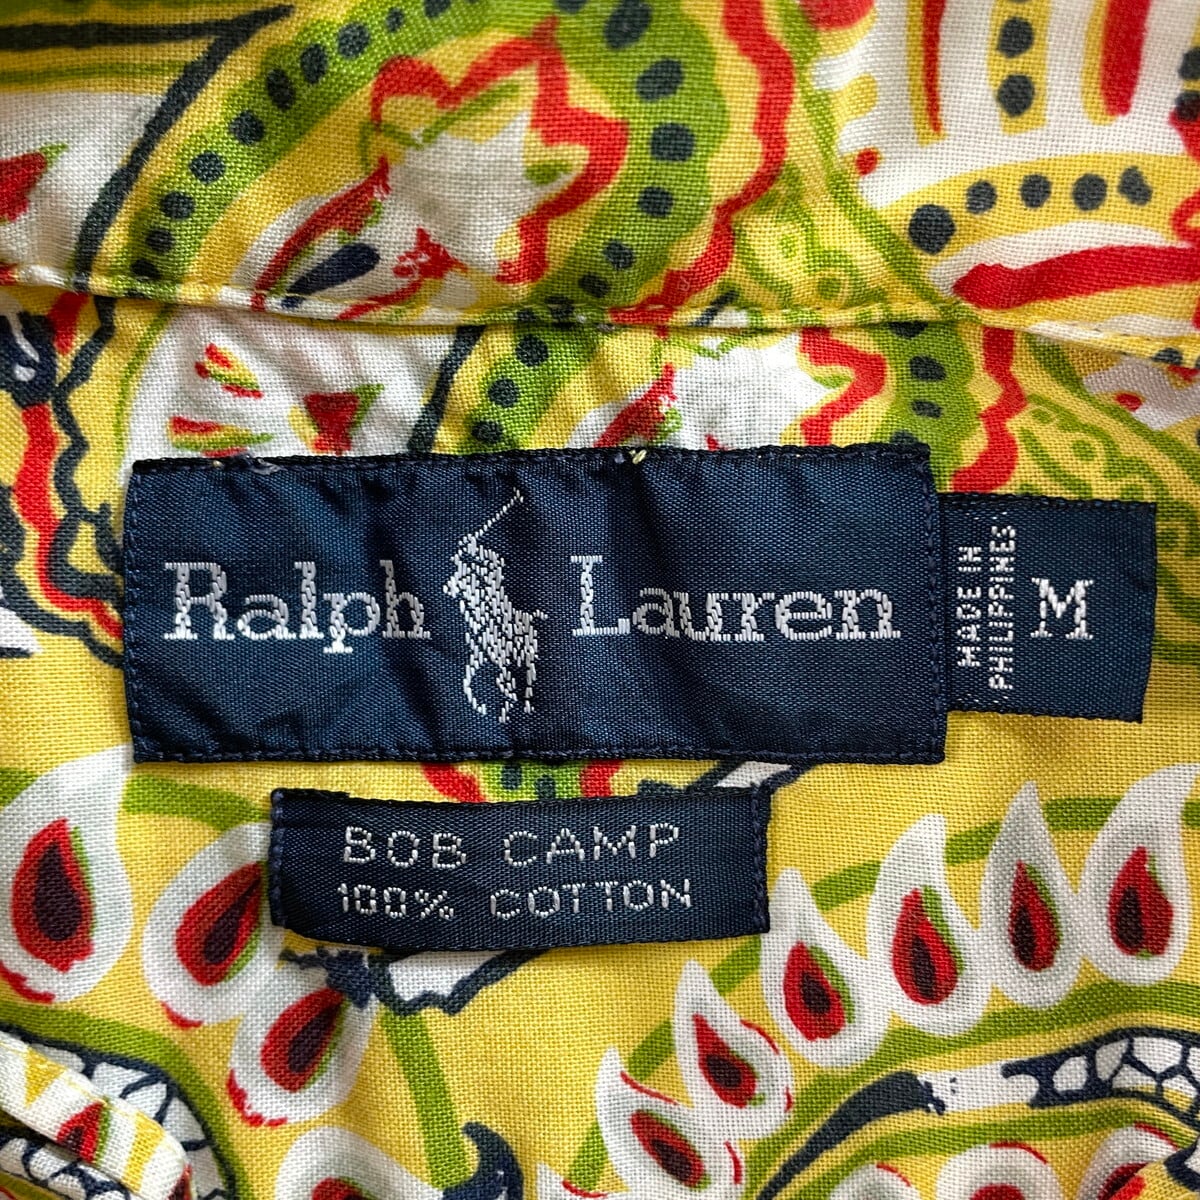 Ralph Lauren
MADE IN
PHILIPPINES
M
BOB CAMP
100% COTTON